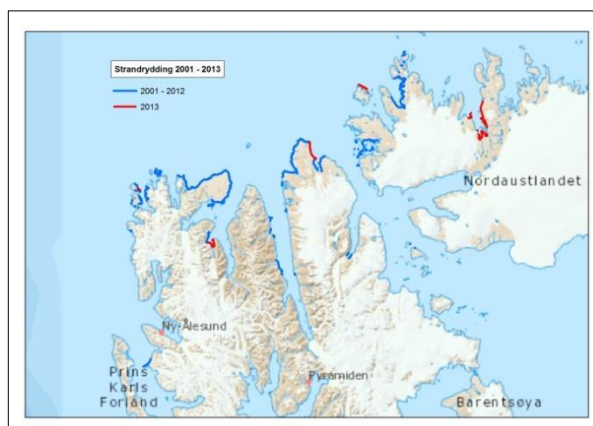 Strandrydding 2001 - 2013
2001 - 2012
2013
Nordaustlandet
Ny-Ålesund
Prins
Karls
Forland
Pyramiden
Barentsøya